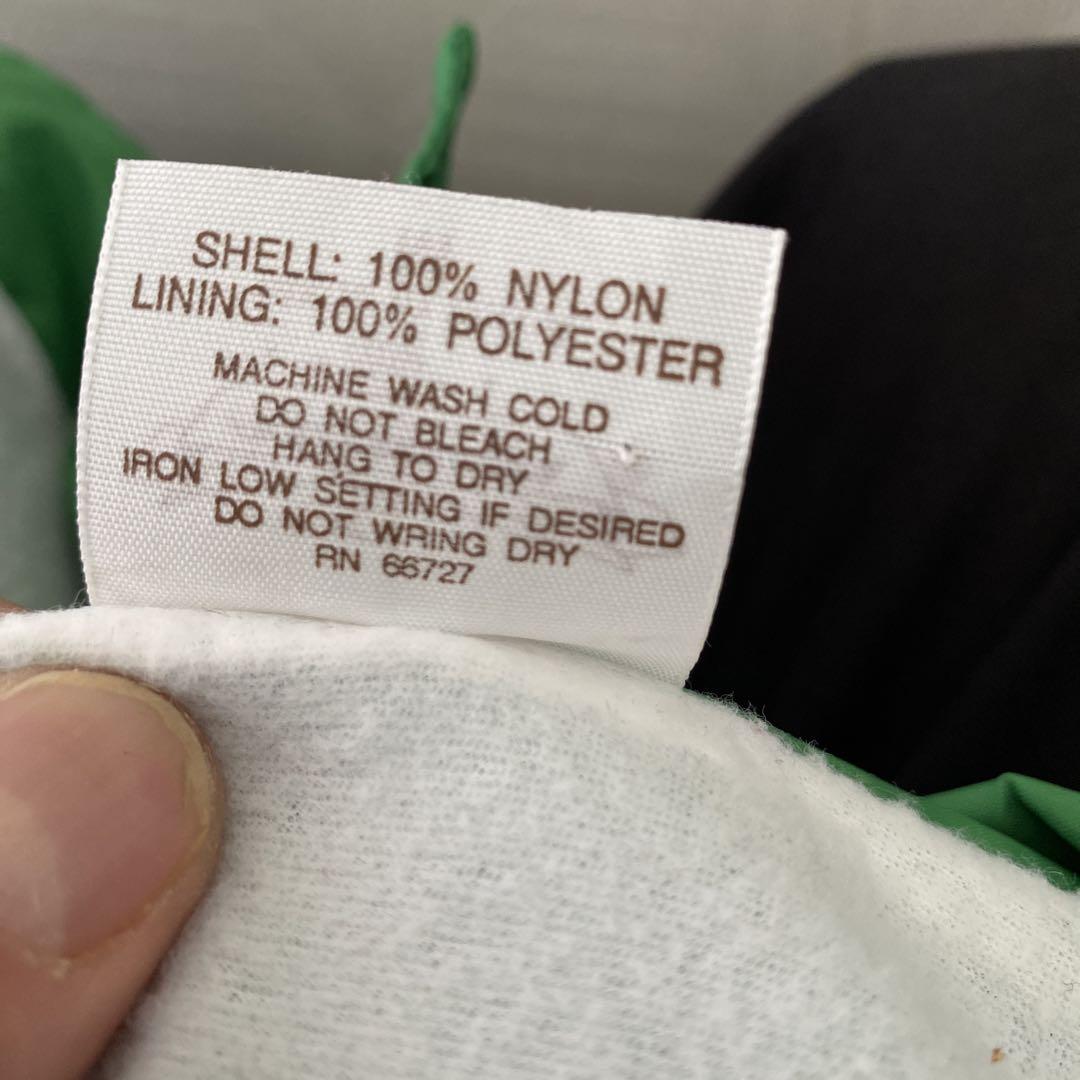 SHELL: 100% NYLON
LINING: 100% POLYESTER
MACHINE WASH COLD
DO NOT BLEACH
HANG TO DRY
IRON LOW SETTING IF DESIRED
DO NOT WRING DRY
RN 66727